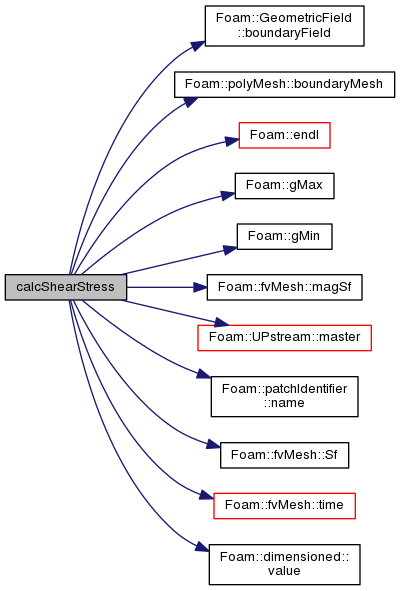 Foam::GeometricField
::boundaryField
Foam::polyMesh::boundaryMesh
Foam::endl
Foam::gMax
Foam::gMin
calcShearStress
Foam::fvMesh::magSf
Foam::UPstream::master
Foam::patchIdentifier
::name
Foam::fvMesh::Sf
Foam::fvMesh::time
Foam::dimensioned::
value